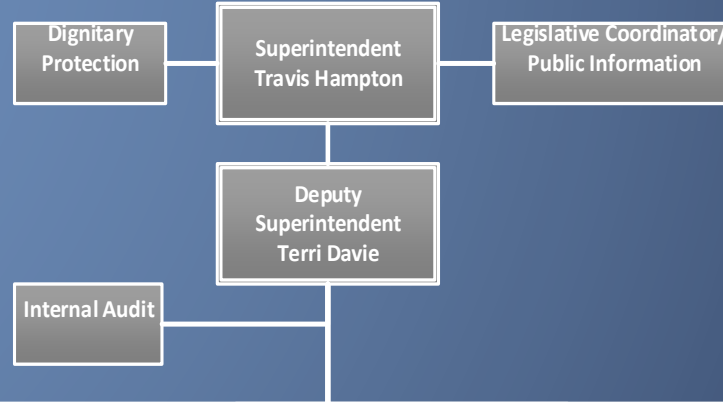 Dignitary
Protection
Superintendent
Travis Hampton
Legislative Coordinator/
Public Information
Deputy
Superintendent
Terri Davie
Internal Audit